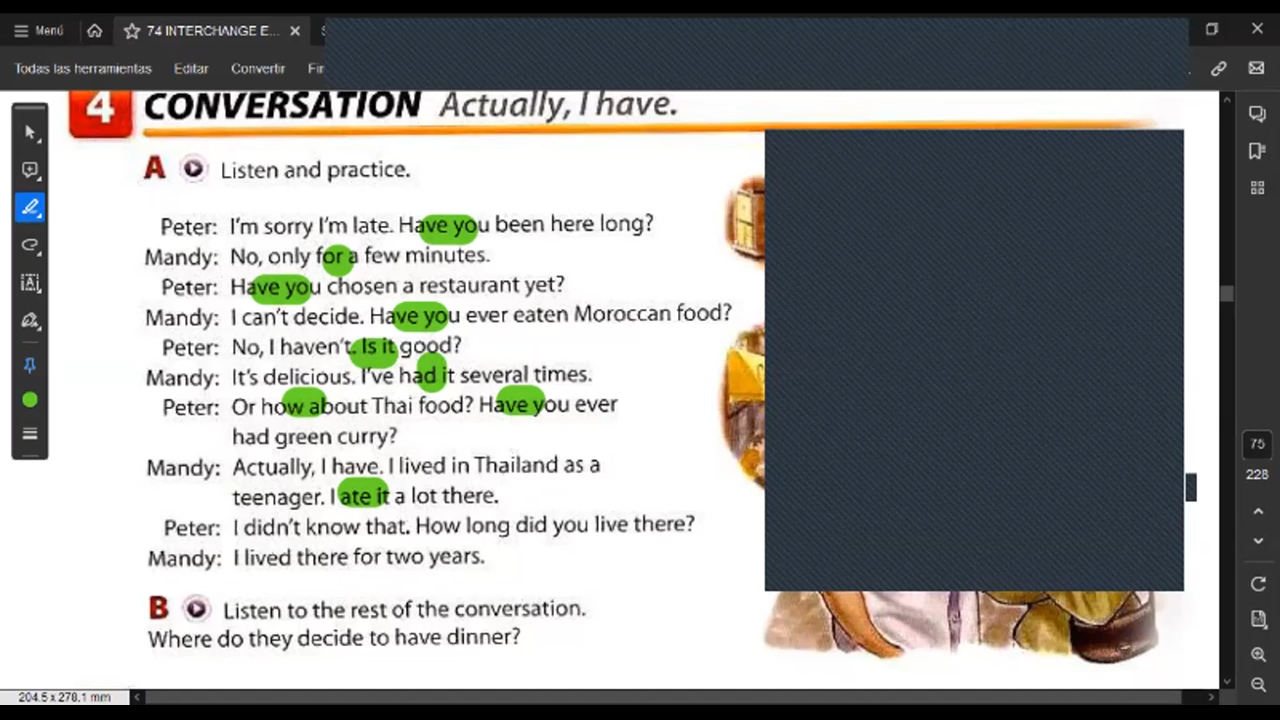 Menú
74 INTERCHANGE E...
Todas las herramientas Editar Convertir
4 CONVERSATION Actually, I have.
A Listen and practice.
Peter: I'm sorry I'm late. Have you been here long?
Mandy: No, only for a few minutes.
Peter: Have you chosen a restaurant yet?
Mandy: I can't decide. Have you ever eaten Moroccan food?
Peter: No, I haven't. Is it good?
Mandy: It's delicious. I've had it several times.
Peter: Or how about Thai food? Have you ever
had green curry?
Mandy: Actually, I have. I lived in Thailand as a
teenager. I ate it a lot there.
Peter: I didn't know that. How long did you live there?
Mandy: I lived there for two years.
B Listen to the rest of the conversation.
Where do they decide to have dinner?
75
228
204.5 x 278.1 mm